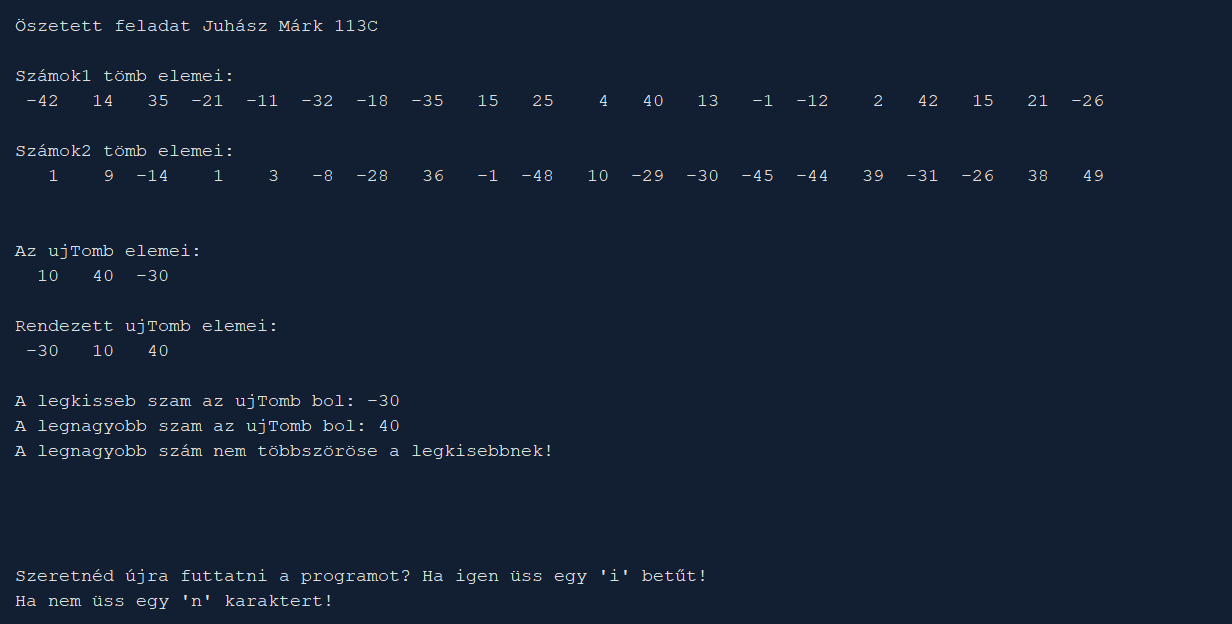 Öszetett feladat Juhász Márk 113C
Számok1 tömb elemei:
-42 14 35 -21 -11 -32 -18 -35 15 25 4 40 13 -1 -12 2 42 15 21 -26
Számok2 tömb elemei:
1 9 -14 1 3 -8 -28 36 -1 -48 10 -29 -30 -45 -44 39 -31 -26 38 49
Az ujTomb elemei:
10 40 -30
Rendezett ujTomb elemei:
-30 10 40
A legkisseb szam az ujTomb bol: -30
A legnagyobb szam az ujTomb bol: 40
A legnagyobb szám nem többszöröse a legkisebbnek!
Szeretnéd újra futtatni a programot? Ha igen üss egy 'i' betűt!
Ha nem üss egy 'n' karaktert!